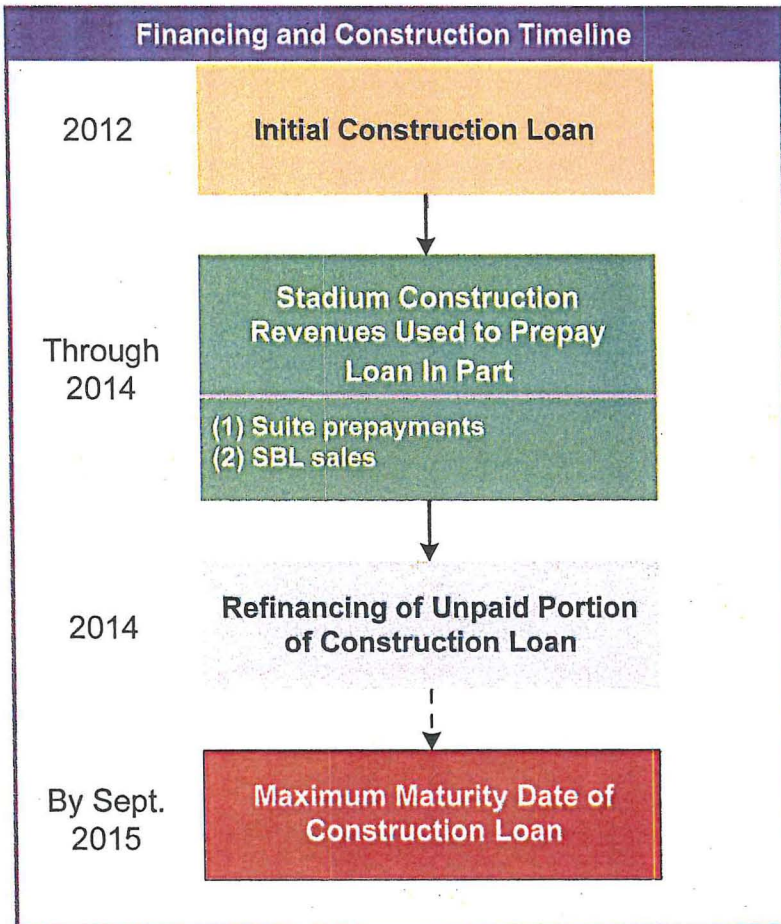 Financing and Construction Timeline
2012
Initial Construction Loan
Through
2014
Stadium Construction
Revenues Used to Prepay
Loan In Part
(1) Suite prepayments
(2) SBL sales
2014
Refinancing of Unpaid Portion
of Construction Loan
By Sept.
2015
Maximum Maturity Date of
Construction Loan